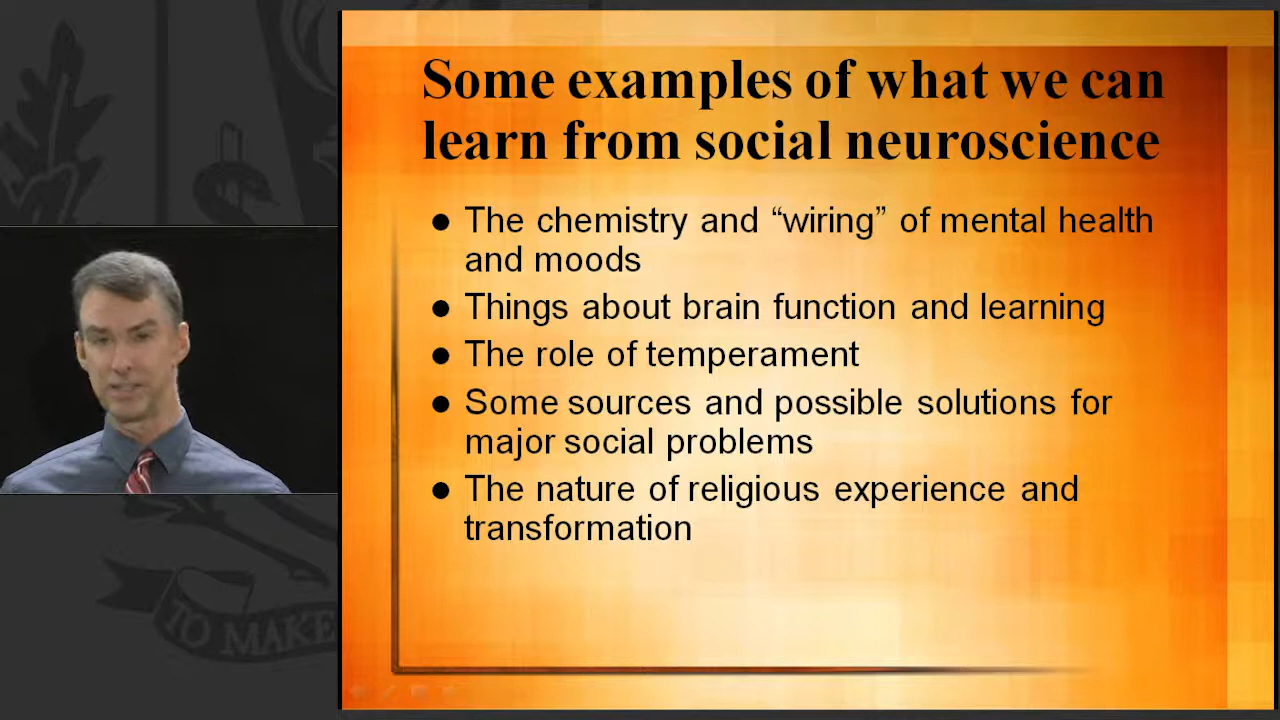 Some examples of what we can
learn from social neuroscience
● The chemistry and “wiring” of mental health
and moods
● Things about brain function and learning
● The role of temperament
● Some sources and possible solutions for
major social problems
● The nature of religious experience and
transformation
TO MAKE